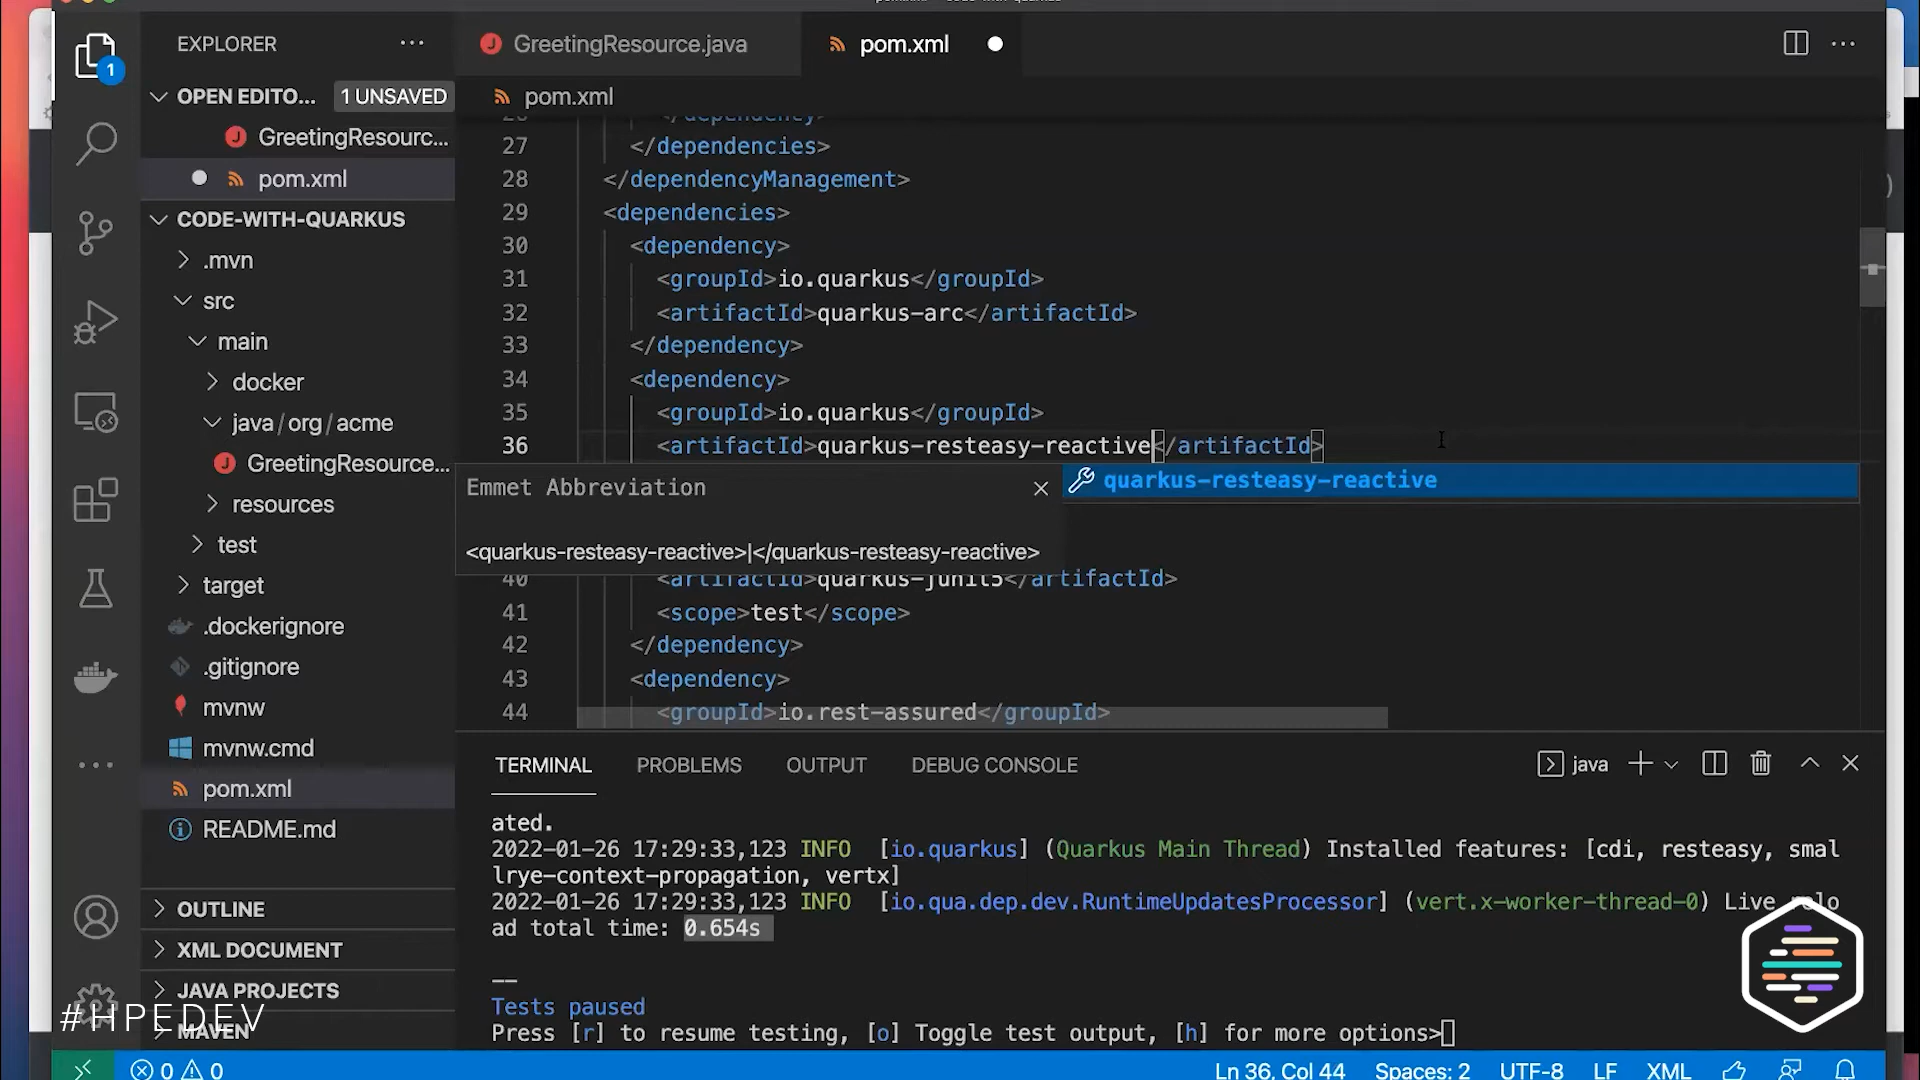 EXPLORER
GreetingResource.java
pom.xml
1
OPEN EDITO...
1 UNSAVED
GreetingResourc...
pom.xml
CODE-WITH-QUARKUS
.mvn
src
main
docker
java/org/acme
GreetingResource...
resources
test
target
.dockerignore
.gitignore
mvnw
mvnw.cmd
pom.xml
README.md
OUTLINE
XML DOCUMENT
JAVA PROJECTS
MAVEN
#HPEDEV
pom.xml
26 </dependency>
27 </dependencies>
28 </dependencyManagement>
29 <dependencies>
30 <dependency>
31 <groupId>io.quarkus</groupId>
32 <artifactId>quarkus-arc</artifactId>
33 </dependency>
34 <dependency>
35 <groupId>io.quarkus</groupId>
36 <artifactId>quarkus-resteasy-reactive</artifactId>
Emmet Abbreviation
quarkus-resteasy-reactive
<quarkus-resteasy-reactive>|</quarkus-resteasy-reactive>
40 <artifactId>quarkus-junit5</artifactId>
41 <scope>test</scope>
42 </dependency>
43 <dependency>
44 <groupId>io.rest-assured</groupId>
TERMINAL PROBLEMS OUTPUT DEBUG CONSOLE
java
ated.
2022-01-26 17:29:33,123 INFO [io.quarkus] (Quarkus Main Thread) Installed features: [cdi, resteasy, smal
lrye-context-propagation, vertx]
2022-01-26 17:29:33,123 INFO [io.qua.dep.dev.RuntimeUpdatesProcessor] (vert.x-worker-thread-0) Live relo
ad total time: 0.654s
--
Tests paused
Press [r] to resume testing, [o] Toggle test output, [h] for more options>
0 0
Ln 36, Col 44 Spaces: 2 UTF-8 LF XML